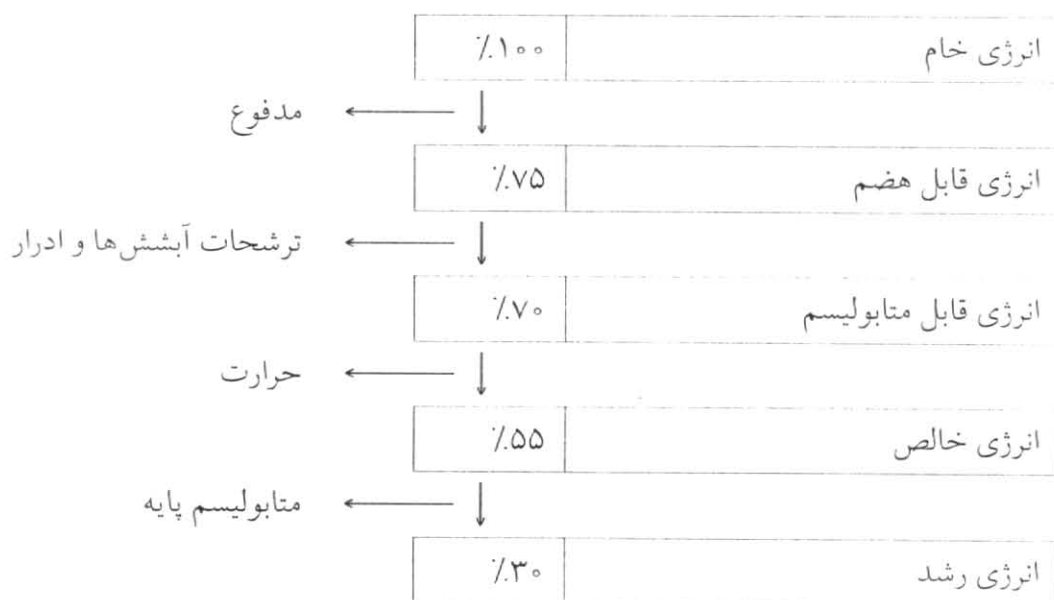 انرژی خام ٪۱۰۰
مدفوع
انرژی قابل هضم ٪۷۵
ترشحات آبشش‌ها و ادرار
انرژی قابل متابولیسم ٪۷۰
حرارت
انرژی خالص ٪۵۵
متابولیسم پایه
انرژی رشد ٪۳۰